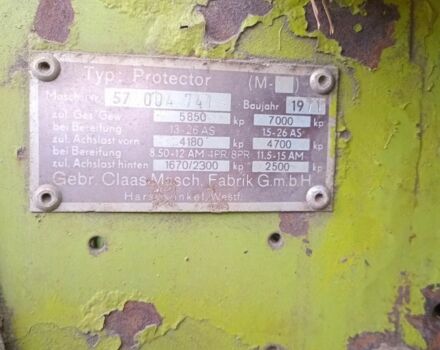 Typ: Protector (M-
Masch.Nr. 57 004 741 Baujahr 19
zul. Ges. Gew. 5850 kp 7000 kp
bei Bereifung 13-26 AS 15-26 AS
zul. Achslast vorn 4180 kp 4700 kp
bei Bereifung 8.50-12 AM 4PR/8PR 11.5-15 AM
zul. Achslast hinten 1670/2300 kp 2500 kp
Gebr. Claas Masch. Fabrik G.m.b.H
Harsewinkel/Westf.